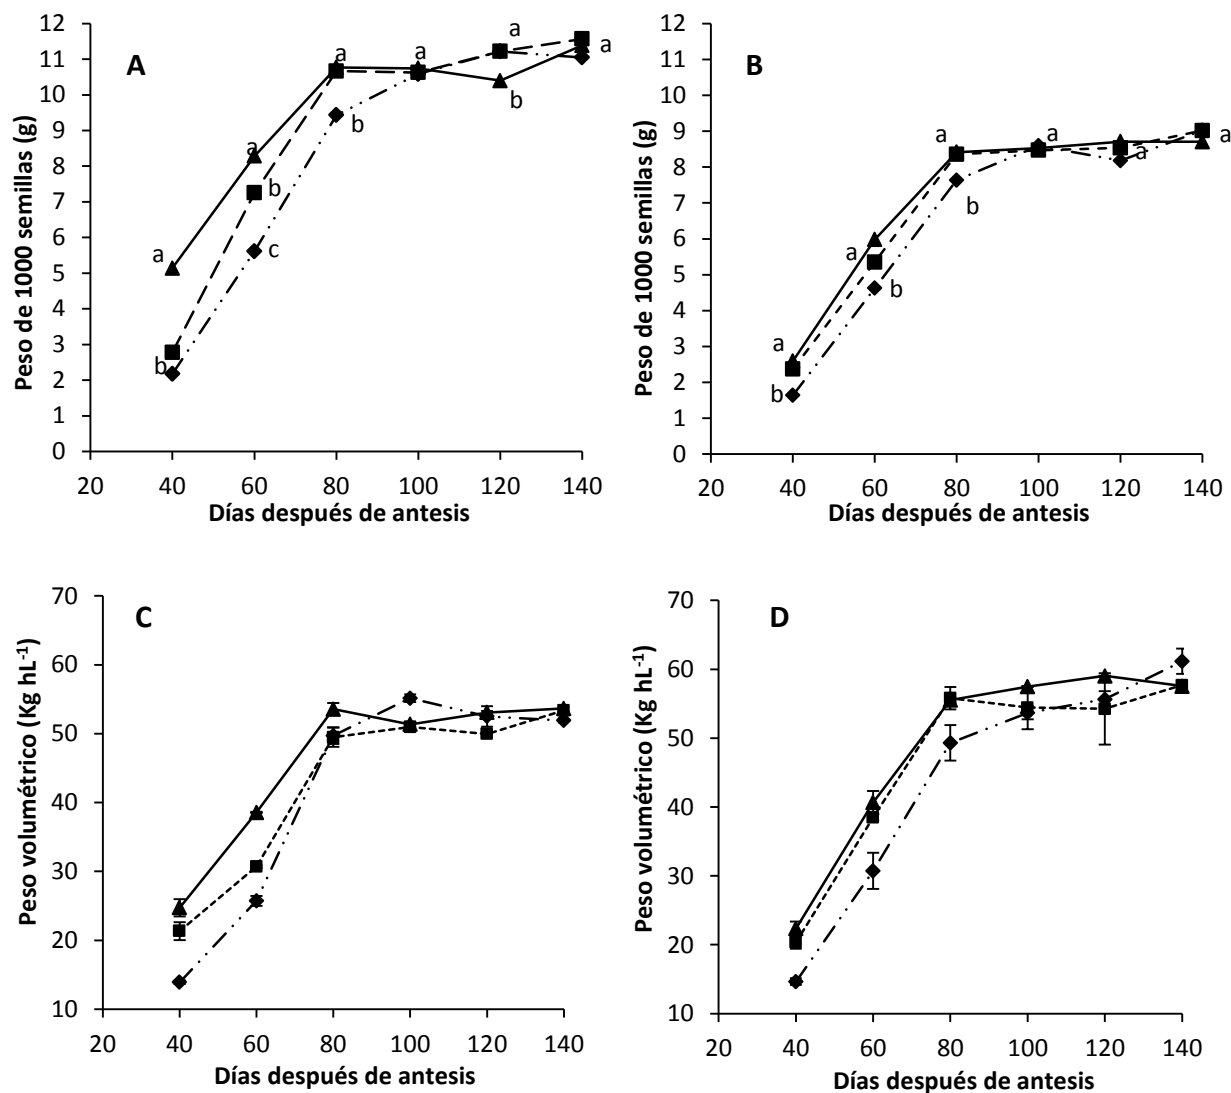 A
Peso de 1000 semillas (g)
12
11
10
9
8
7
6
5
4
3
2
1
0
a
b
a
b
c
a
b
a
a
b
a
20 40 60 80 100 120 140
Días después de antesis
B
Peso de 1000 semillas (g)
12
11
10
9
8
7
6
5
4
3
2
1
0
a
b
a
b
a
b
a
a
a
20 40 60 80 100 120 140
Días después de antesis
C
Peso volumétrico (Kg hL-1)
70
60
50
40
30
20
10
20 40 60 80 100 120 140
Días después de antesis
D
Peso volumétrico (Kg hL-1)
70
60
50
40
30
20
10
20 40 60 80 100 120 140
Días después de antesis